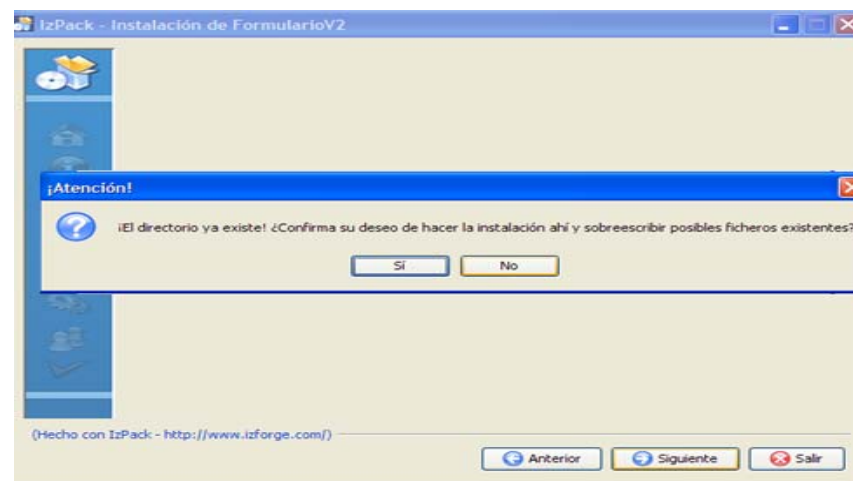 IzPack - Instalación de FormularioV2
¡Atención!
¡El directorio ya existe! ¿Confirma su deseo de hacer la instalación ahí y sobreescribir posibles ficheros existentes?
Sí
No
(Hecho con IzPack - http://www.izforge.com/)
Anterior
Siguiente
Salir